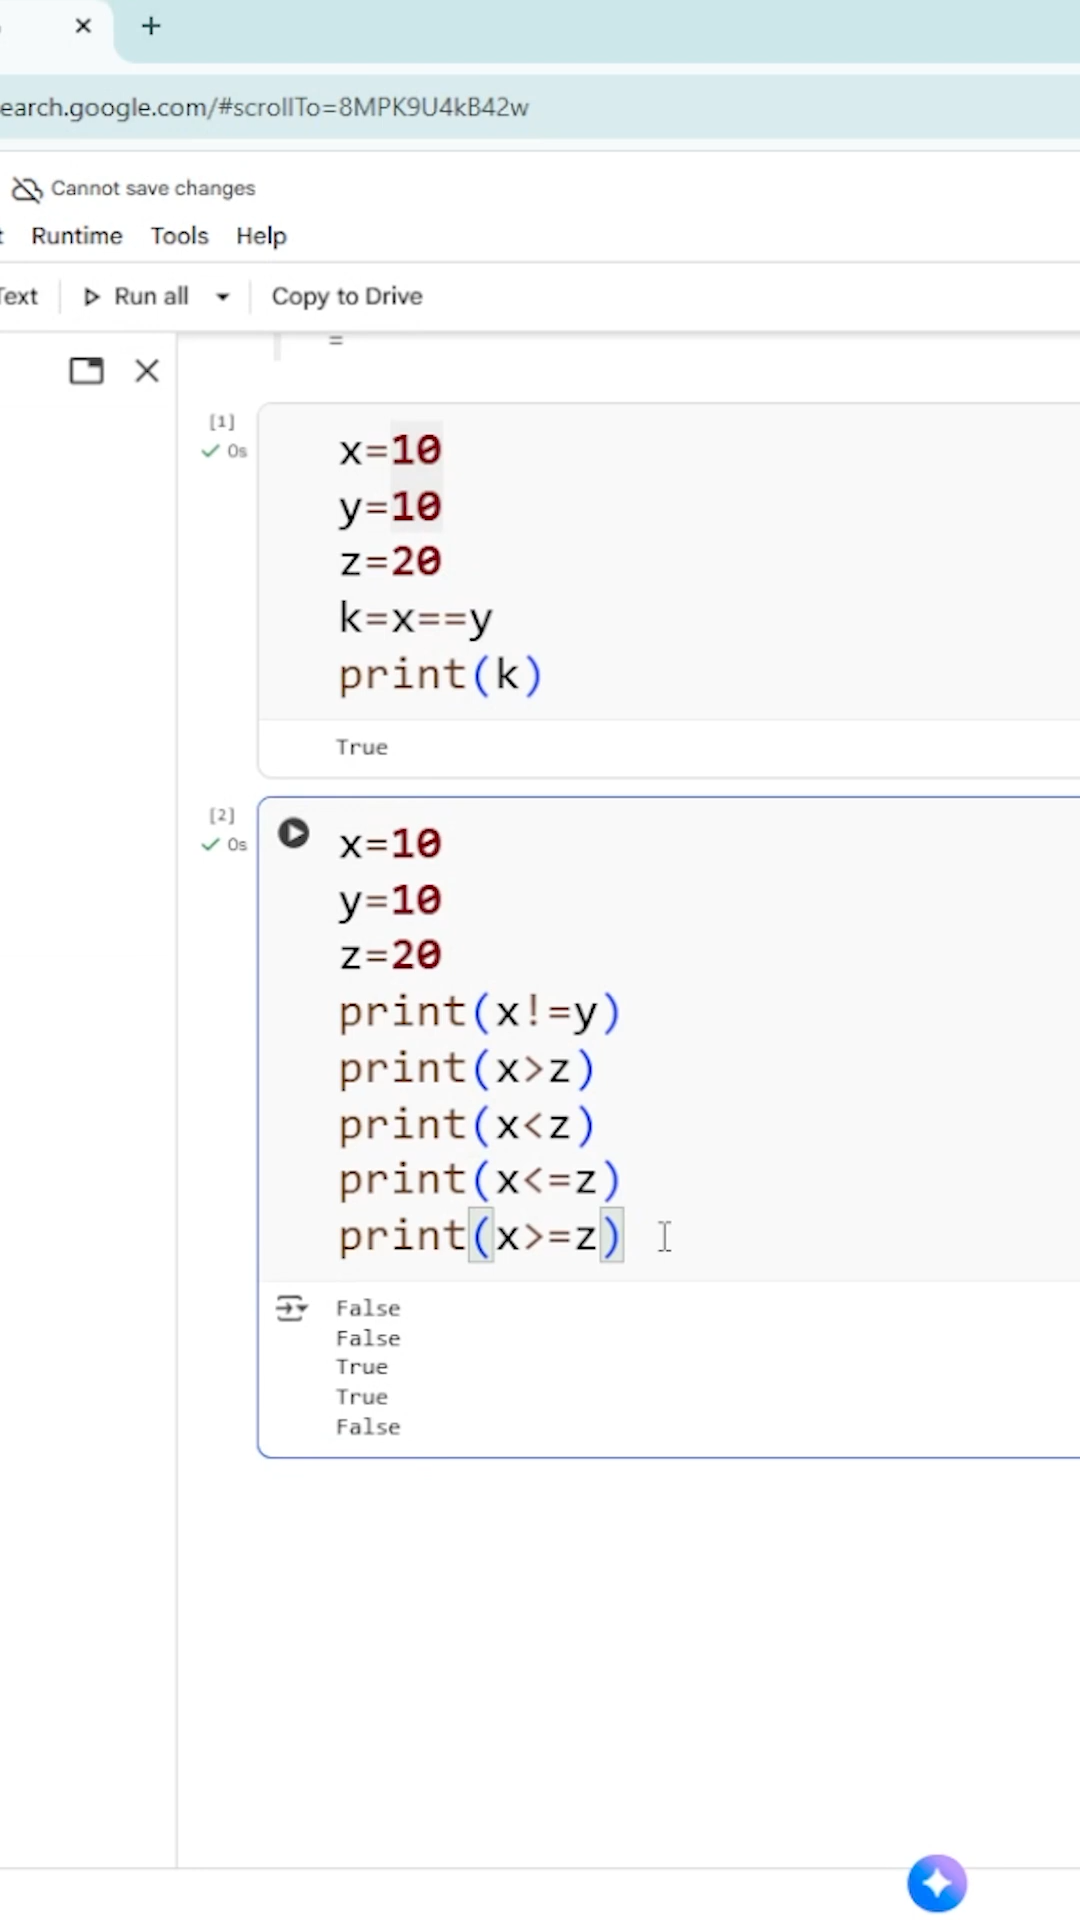 earch.google.com/#scrollTo=8MPK9U4kB42w
Cannot save changes
t Runtime Tools Help
Text Run all Copy to Drive
=
[1]
0s
x=10
y=10
z=20
k=x==y
print(k)
True
[2]
0s
x=10
y=10
z=20
print(x!=y)
print(x>z)
print(x<z)
print(x<=z)
print(x>=z)
False
False
True
True
False